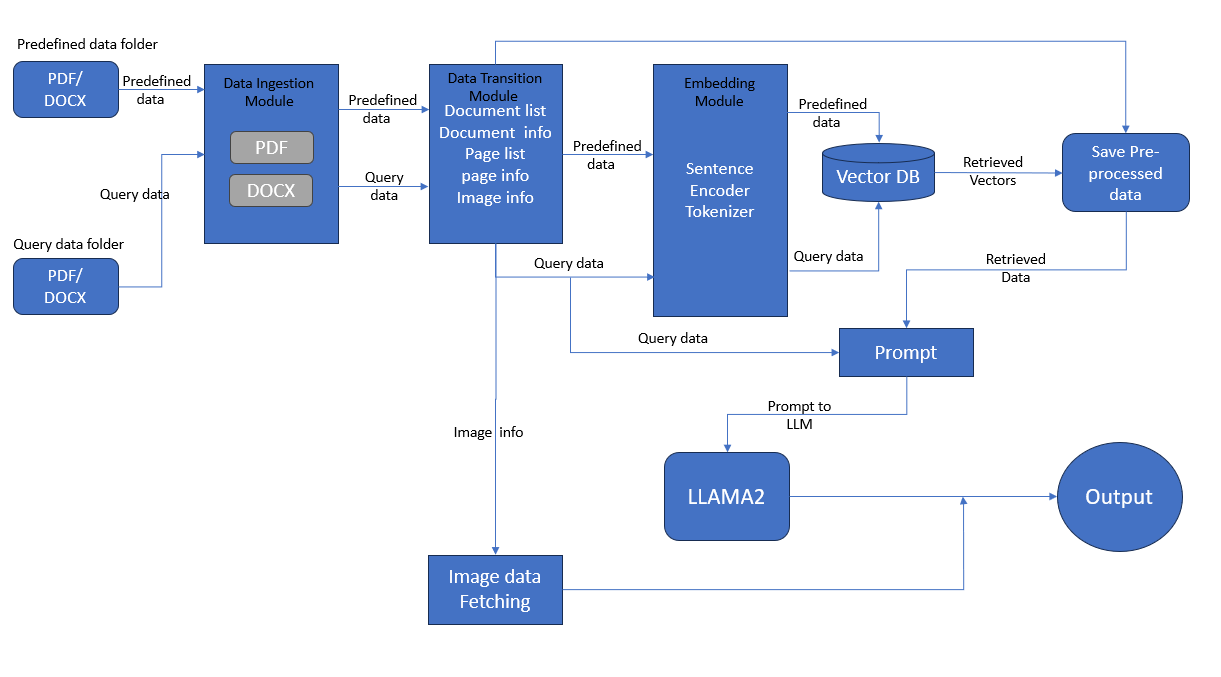 Predefined data folder
PDF/
DOCX
Predefined
data
Query data
Query data folder
PDF/
DOCX
Data Ingestion
Module
PDF
DOCX
Predefined
data
Query
data
Data Transition
Module
Document list
Document info
Page list
page info
Image info
Predefined
data
Query data
Query data
Image info
Embedding
Module
Sentence
Encoder
Tokenizer
Predefined
data
Vector DB
Query data
Retrieved
Vectors
Save Pre-
processed
data
Retrieved
Data
Prompt
Prompt to
LLM
LLAMA2
Output
Image data
Fetching